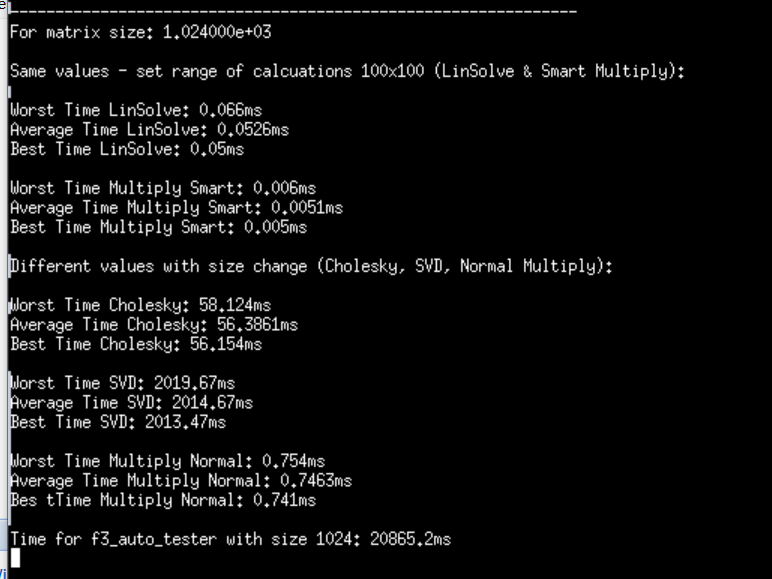 For matrix size: 1.024000e+03
Same values - set range of calcuations 100x100 (LinSolve & Smart Multiply):
Worst Time LinSolve: 0.066ms
Average Time LinSolve: 0.0526ms
Best Time LinSolve: 0.05ms
Worst Time Multiply Smart: 0.006ms
Average Time Multiply Smart: 0.0051ms
Best Time Multiply Smart: 0.005ms
Different values with size change (Cholesky, SVD, Normal Multiply):
Worst Time Cholesky: 58.124ms
Average Time Cholesky: 56.3861ms
Best Time Cholesky: 56.154ms
Worst Time SVD: 2019.67ms
Average Time SVD: 2014.67ms
Best Time SVD: 2013.47ms
Worst Time Multiply Normal: 0.754ms
Average Time Multiply Normal: 0.7463ms
Bes tTime Multiply Normal: 0.741ms
Time for f3_auto_tester with size 1024: 20865.2ms